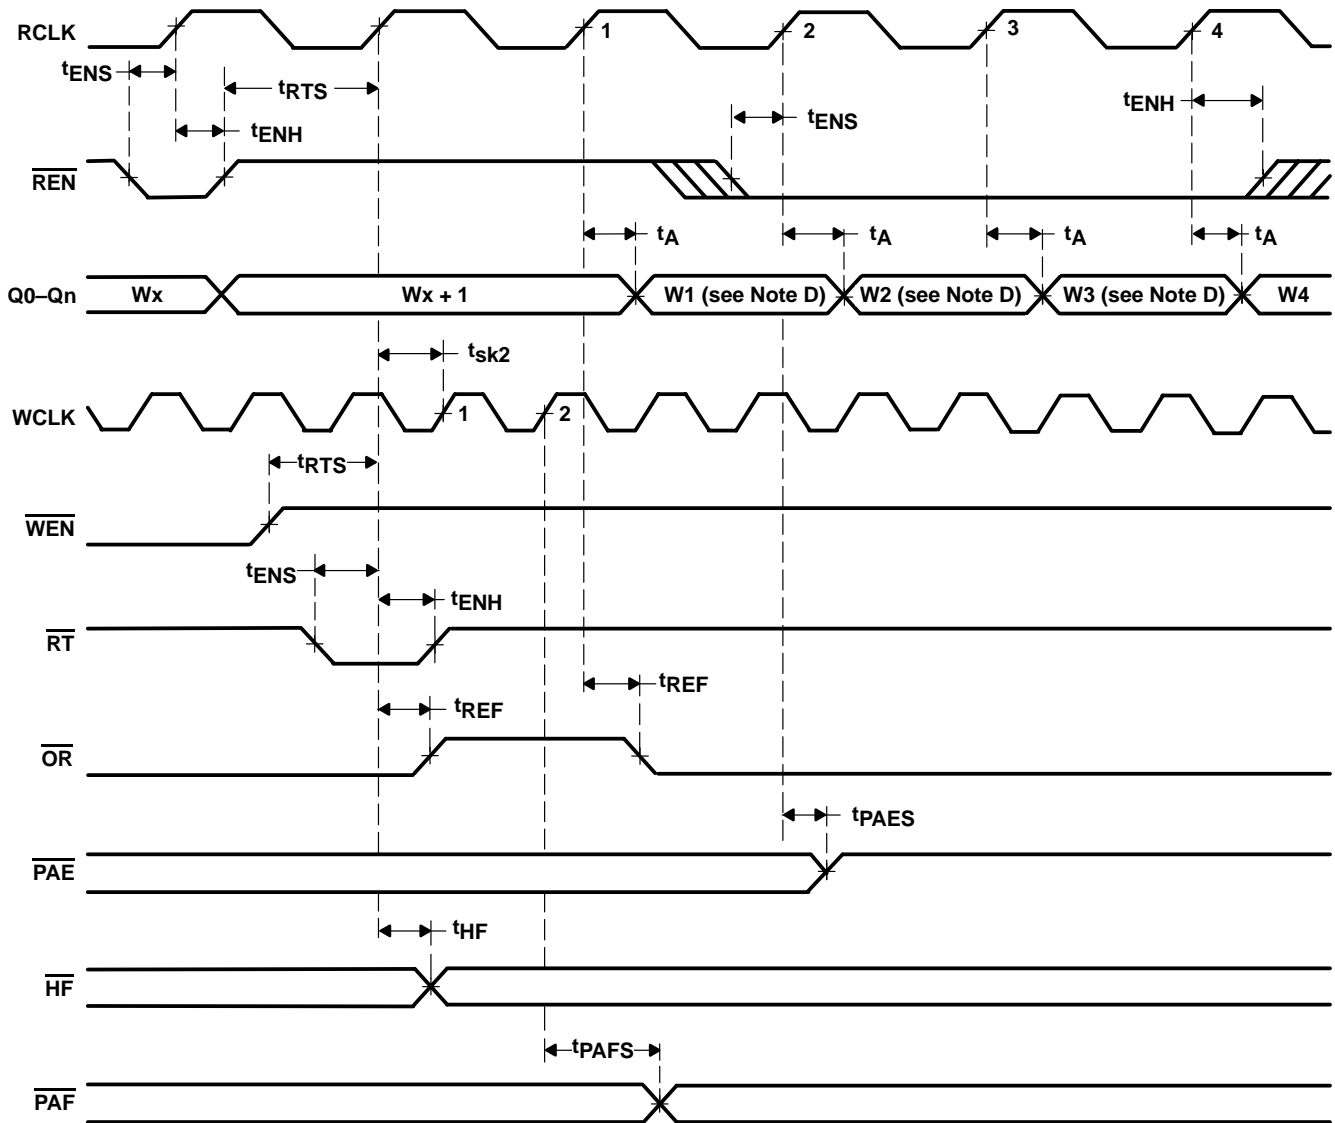 RCLK
1
2
3
4
tENS
tRTS
tENH
tENH
tENS
REN
tA
tA
tA
tA
Q0–Qn
Wx
Wx + 1
W1 (see Note D)
W2 (see Note D)
W3 (see Note D)
W4
tsk2
WCLK
1
2
tRTS
WEN
tENS
tENH
RT
tREF
tREF
OR
tPAES
PAE
tHF
HF
tPAFS
PAF